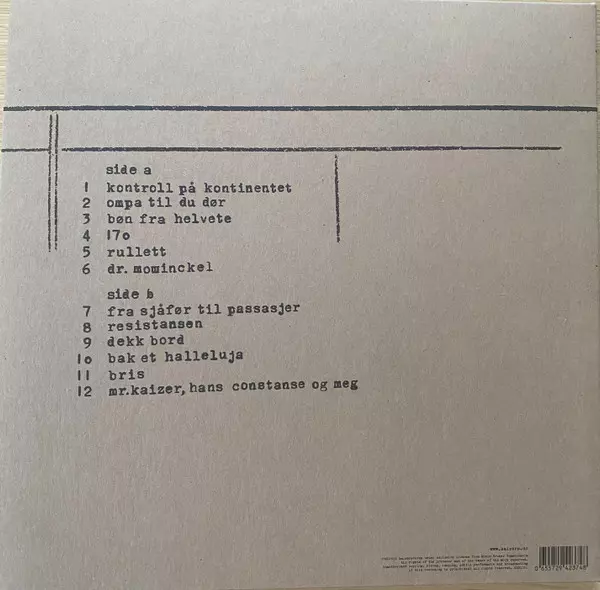 side a
1 kontroll på kontinentet
2 ompa til du dør
3 bøn fra helvete
4 170
5 rullett
6 dr. mowinckel
side b
7 fra sjåfør til passasjer
8 resistansen
9 dekk bord
10 bak et halleluja
11 bris
12 mr.kaizer, hans constanse og meg